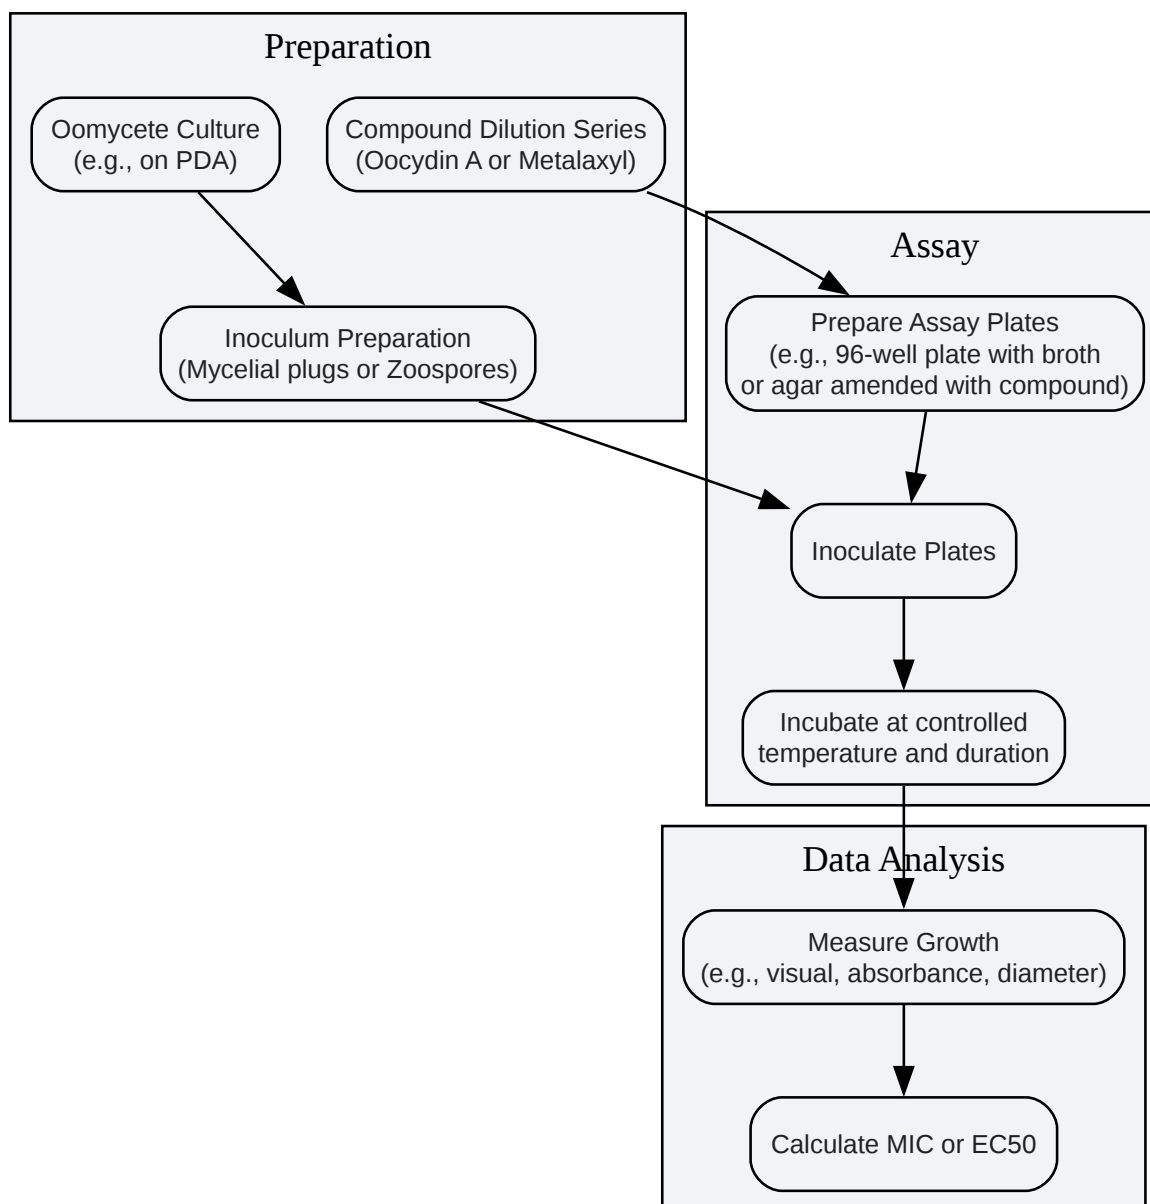 Preparation
Oomycete Culture
(e.g., on PDA)
Compound Dilution Series
(Oocydin A or Metalaxyl)
Inoculum Preparation
(Mycelial plugs or Zoospores)
Assay
Prepare Assay Plates
(e.g., 96-well plate with broth
or agar amended with compound)
Inoculate Plates
Incubate at controlled
temperature and duration
Data Analysis
Measure Growth
(e.g., visual, absorbance, diameter)
Calculate MIC or EC50